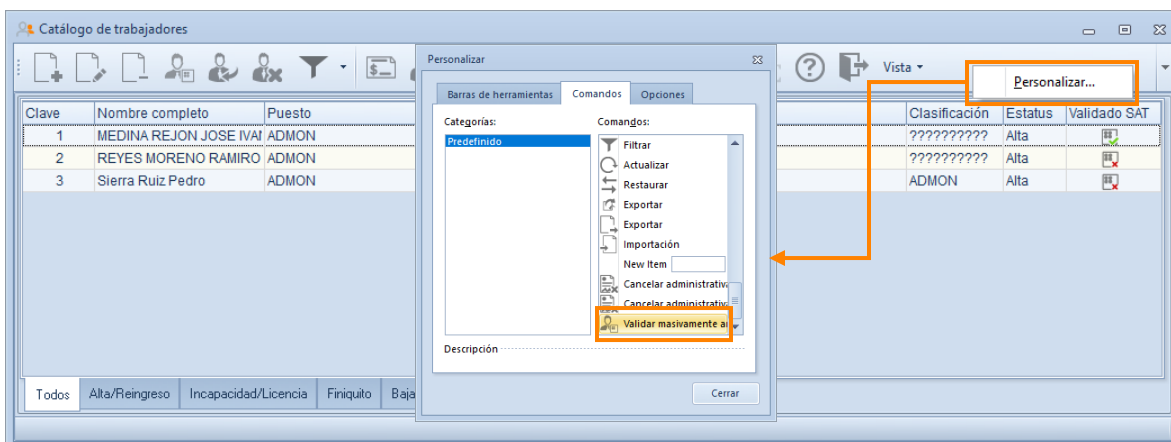 Catálogo de trabajadores
Vista
Personalizar...
Clave Nombre completo Puesto Clasificación Estatus Validado SAT
1 MEDINA REJON JOSE IVAN ADMON ?????????? Alta
2 REYES MORENO RAMIRO ADMON ?????????? Alta
3 Sierra Ruiz Pedro ADMON ADMON Alta
Personalizar
Barras de herramientas Comandos Opciones
Categorías: Comandos:
Predefinido
Filtrar
Actualizar
Restaurar
Exportar
Exportar
Importación
New Item
Cancelar administrativa
Cancelar administrativa
Validar masivamente a
Descripción
Cerrar
Todos Alta/Reingreso Incapacidad/Licencia Finiquito Baja